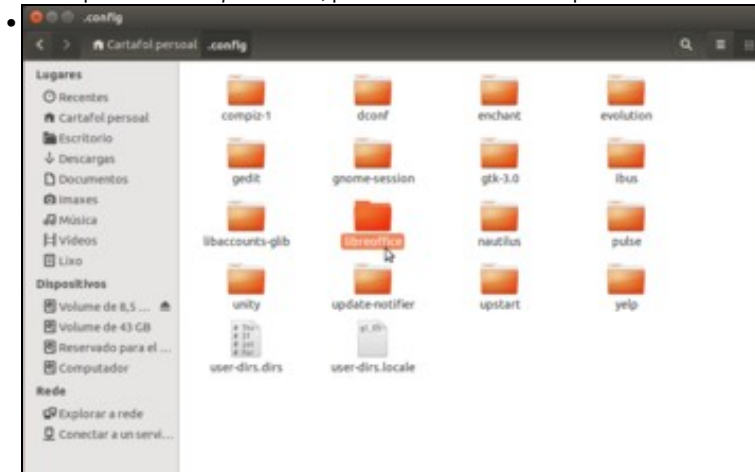 .config
Cartafol persoal .config
Lugares
Recentes
Cartafol persoal
Escritorio
Descargas
Documentos
Imaxes
Música
Vídeos
Lixo
Dispositivos
Volume de 8,5 ...
Volume de 43 GB
Reservado para el ...
Computador
Rede
Explorar a rede
Conectar a un servi...
compiz-1 dconf enchant evolution
gedit gnome-session gtk-3.0 ibus
libaccounts-glib libreoffice nautilus pulse
unity update-notifier upstart yelp
user-dirs.dirs user-dirs.locale